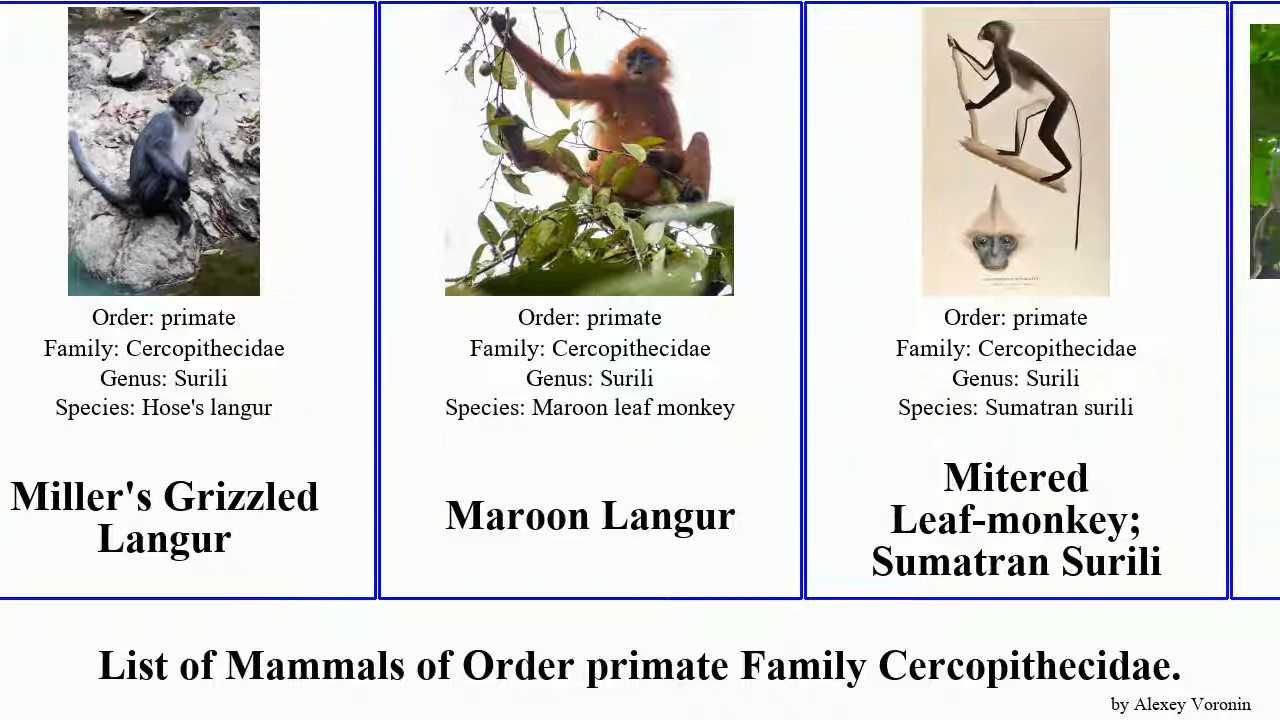 Order: primate
Family: Cercopithecidae
Genus: Surili
Species: Hose's langur
Miller's Grizzled
Langur
Order: primate
Family: Cercopithecidae
Genus: Surili
Species: Maroon leaf monkey
Maroon Langur
Order: primate
Family: Cercopithecidae
Genus: Surili
Species: Sumatran surili
Mitered
Leaf-monkey;
Sumatran Surili
List of Mammals of Order primate Family Cercopithecidae.
by Alexey Voronin